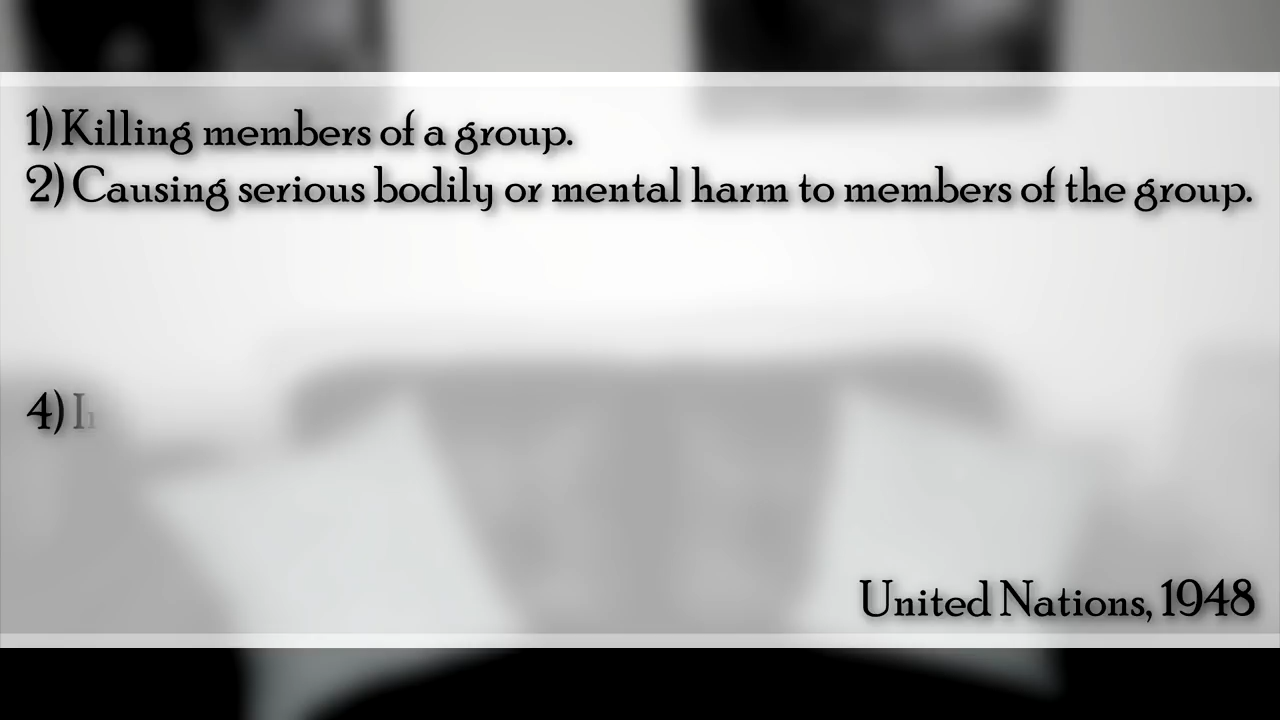 1) Killing members of a group.
2) Causing serious bodily or mental harm to members of the group.
4)
United Nations, 1948